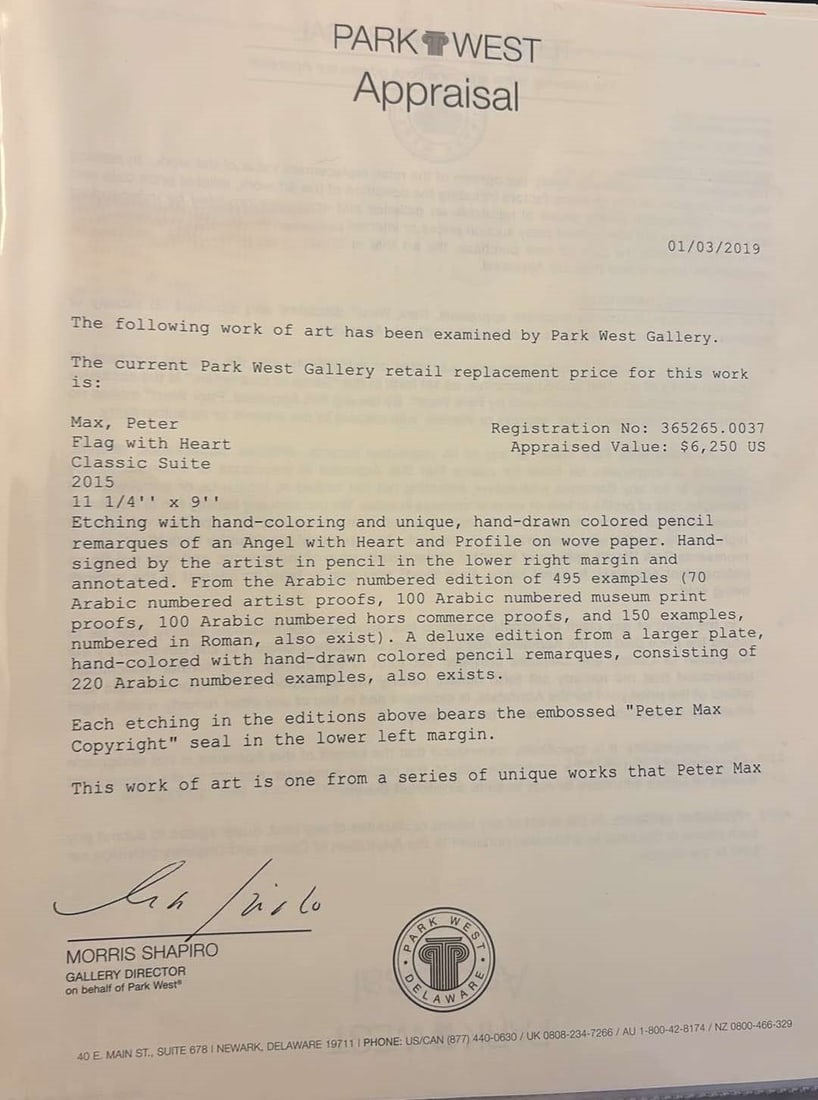 PARK WEST
Appraisal
01/03/2019
The following work of art has been examined by Park West Gallery.
The current Park West Gallery retail replacement price for this work
is:
Max, Peter
Flag with Heart
Classic Suite
2015
11 1/4'' x 9''
Registration No: 365265.0037
Appraised Value: $6,250 US
Etching with hand-coloring and unique, hand-drawn colored pencil
remarques of an Angel with Heart and Profile on wove paper. Hand-
signed by the artist in pencil in the lower right margin and
annotated. From the Arabic numbered edition of 495 examples (70
Arabic numbered artist proofs, 100 Arabic numbered museum print
proofs, 100 Arabic numbered hors commerce proofs, and 150 examples,
numbered in Roman, also exist). A deluxe edition from a larger plate,
hand-colored with hand-drawn colored pencil remarques, consisting of
220 Arabic numbered examples, also exists.
Each etching in the editions above bears the embossed "Peter Max
Copyright" seal in the lower left margin.
This work of art is one from a series of unique works that Peter Max
MORRIS SHAPIRO
GALLERY DIRECTOR
on behalf of Park West®
PARK WEST
DELAWARE
40 E. MAIN ST., SUITE 678 | NEWARK, DELAWARE 19711 | PHONE: US/CAN (877) 440-0630 / UK 0808-234-7266 / AU 1-800-42-8174 / NZ 0800-466-329